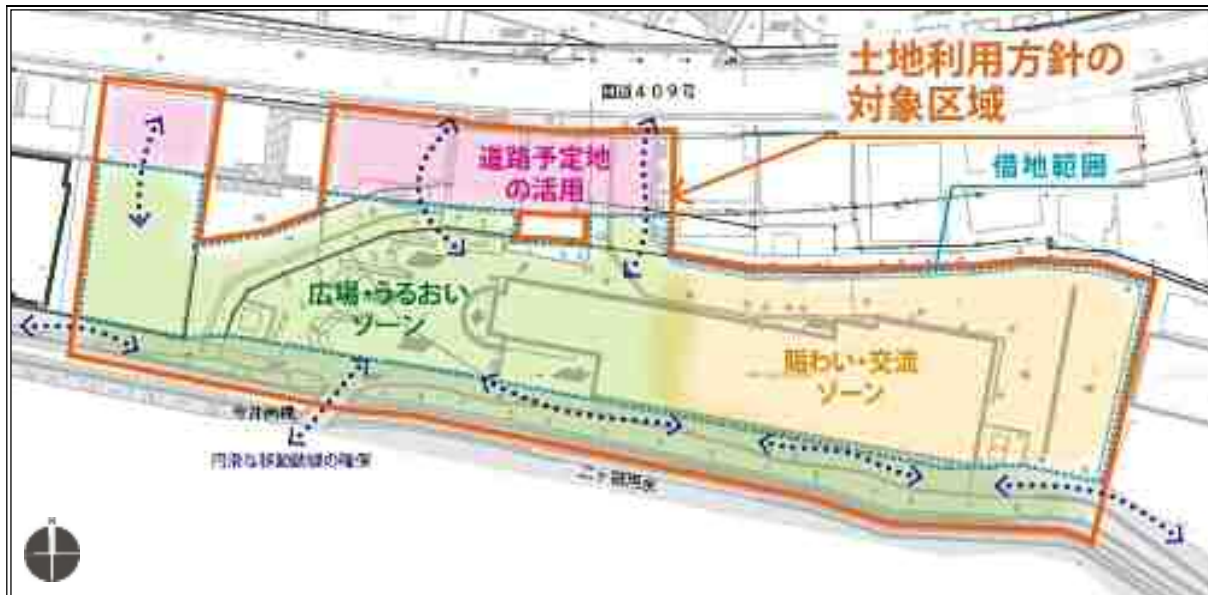 国道409号
土地利用方針の
対象区域
道路予定地
の活用
借地範囲
広場・うるおい
ゾーン
賑わい・交流
ゾーン
円滑な移動動線の確保
N